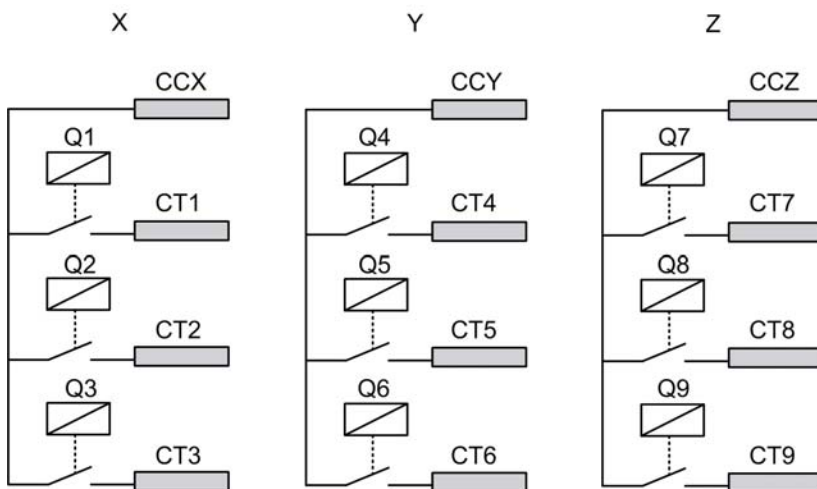 X Y Z
CCX CCY CCZ
Q1 Q4 Q7
CT1 CT4 CT7
Q2 Q5 Q8
CT2 CT5 CT8
Q3 Q6 Q9
CT3 CT6 CT9